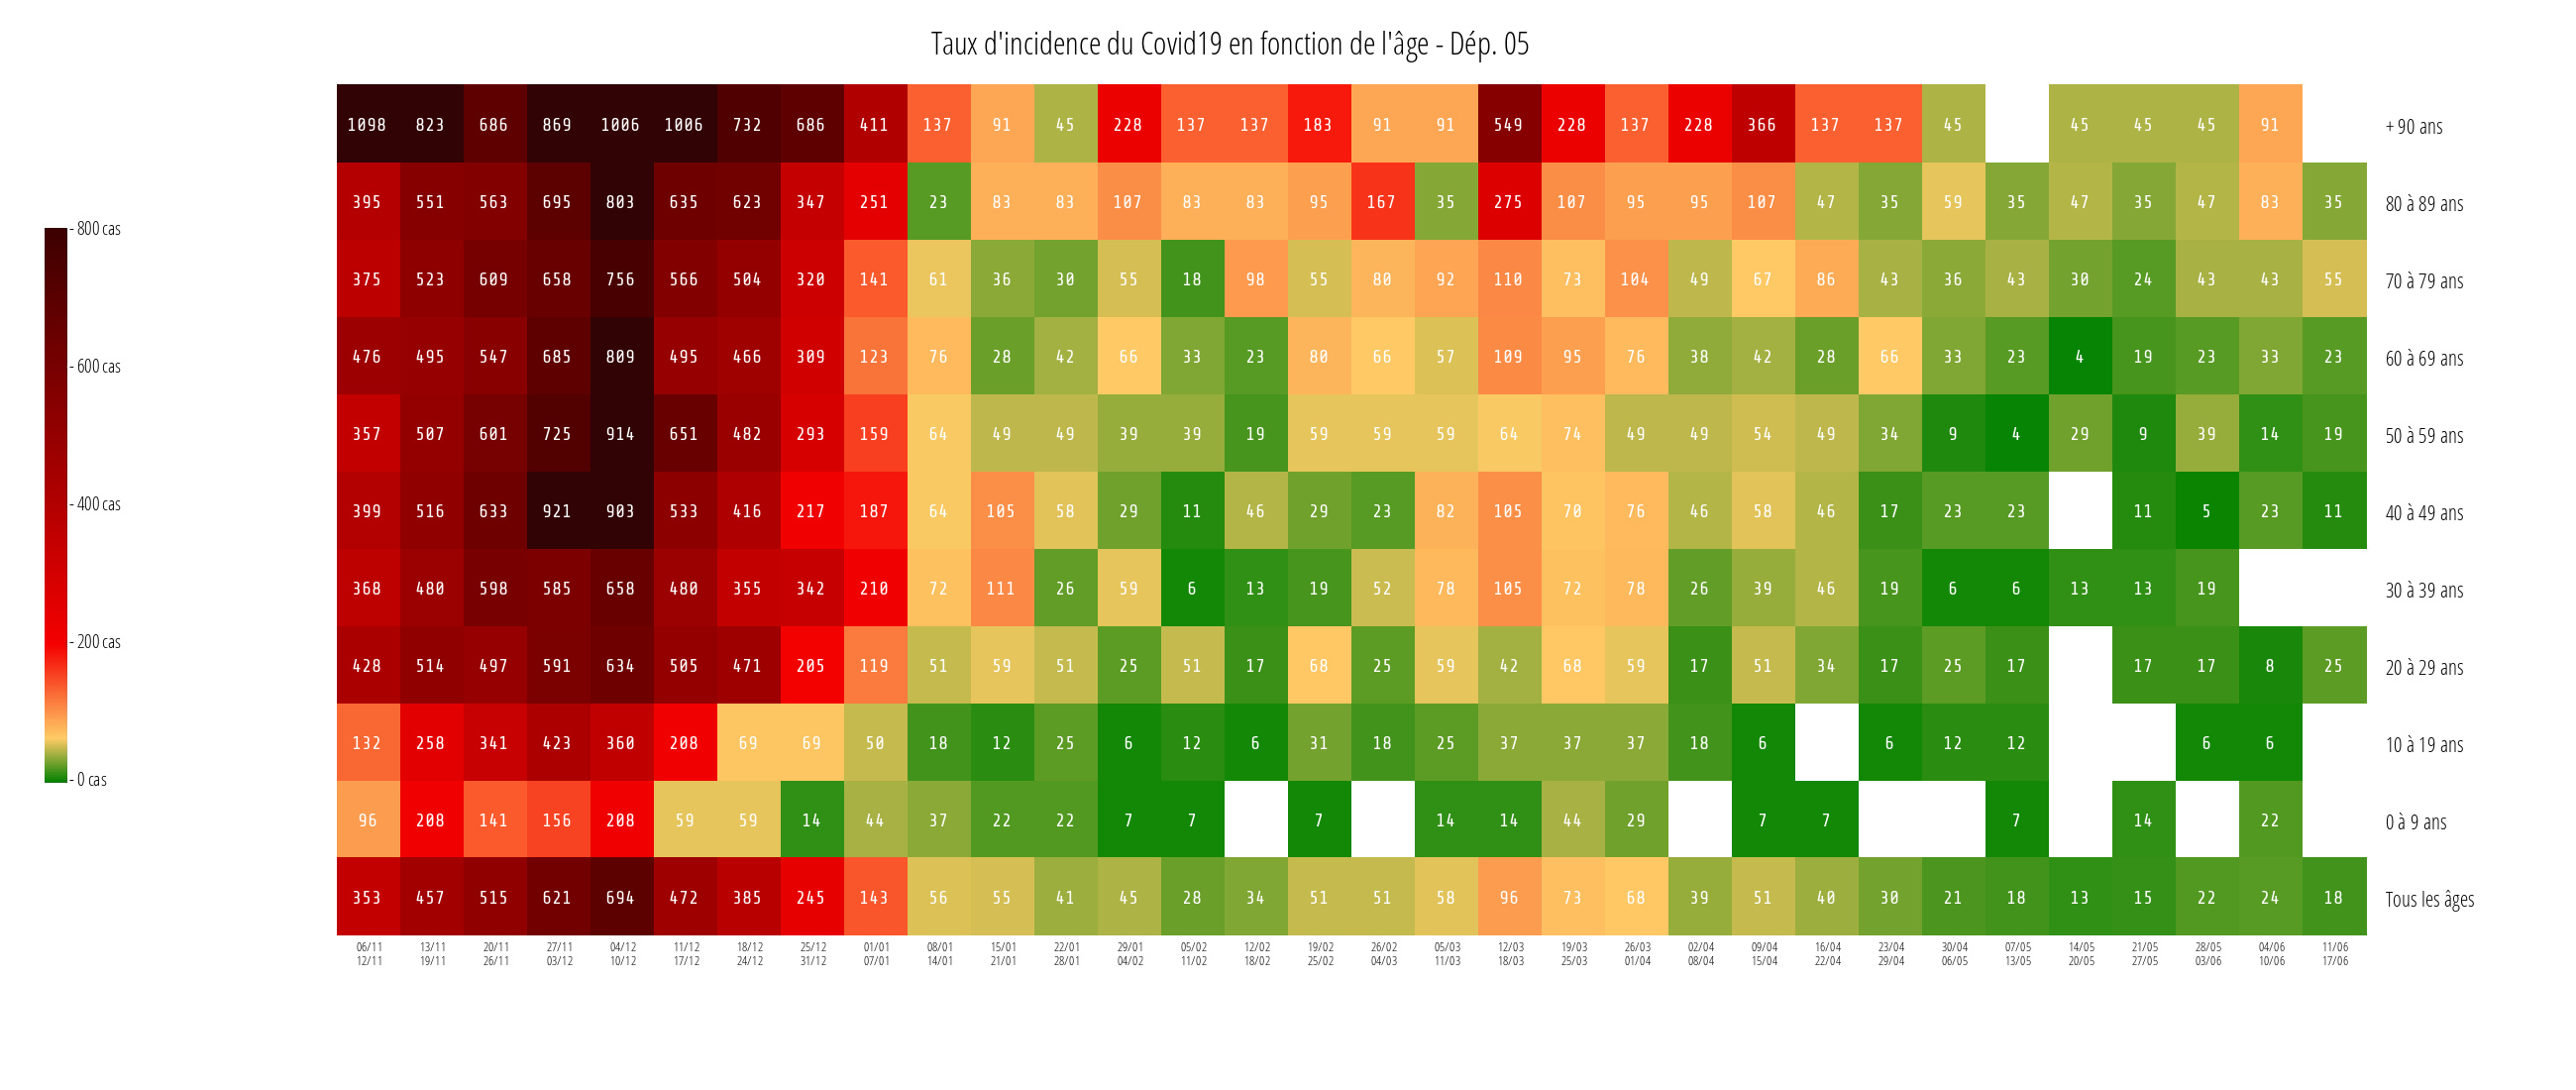 Taux d'incidence du Covid19 en fonction de l'âge - Dép. 05
1098 823 686 869 1006 1006 732 686 411 137 91 45 228 137 137 183 91 91 549 228 137 228 366 137 137 45 45 45 45 91 + 90 ans
395 551 563 695 803 635 623 347 251 23 83 83 107 83 83 95 167 35 275 107 95 95 107 47 35 59 35 47 35 47 83 35 80 à 89 ans
- 800 cas
375 523 609 658 756 566 504 320 141 61 36 30 55 18 98 55 80 92 110 73 104 49 67 86 43 36 43 30 24 43 43 55 70 à 79 ans
476 495 547 685 809 495 466 309 123 76 28 42 66 33 23 80 66 57 109 95 76 38 42 28 66 33 23 4 19 23 33 23 60 à 69 ans
- 600 cas
357 507 601 725 914 651 482 293 159 64 49 49 39 39 19 59 59 59 64 74 49 49 54 49 34 9 4 29 9 39 14 19 50 à 59 ans
- 400 cas
399 516 633 921 903 533 416 217 187 64 105 58 29 11 46 29 23 82 105 70 76 46 58 46 17 23 23 11 5 23 11 40 à 49 ans
368 480 598 585 658 480 355 342 210 72 111 26 59 6 13 19 52 78 105 72 78 26 39 46 19 6 6 13 13 19 30 à 39 ans
- 200 cas
428 514 497 591 634 505 471 205 119 51 59 51 25 51 17 68 25 59 42 68 59 17 51 34 17 25 17 17 17 8 25 20 à 29 ans
132 258 341 423 360 208 69 69 50 18 12 25 6 12 6 31 18 25 37 37 37 18 6 6 12 12 6 6 10 à 19 ans
- 0 cas
96 208 141 156 208 59 59 14 44 37 22 22 7 7 7 14 14 44 29 7 7 7 14 22 0 à 9 ans
353 457 515 621 694 472 385 245 143 56 55 41 45 28 34 51 51 58 96 73 68 39 51 40 30 21 18 13 15 22 24 18 Tous les âges
06/11 13/11 20/11 27/11 04/12 11/12 18/12 25/12 01/01 08/01 15/01 22/01 29/01 05/02 12/02 19/02 26/02 05/03 12/03 19/03 26/03 02/04 09/04 16/04 23/04 30/04 07/05 14/05 21/05 28/05 04/06 11/06
12/11 19/11 26/11 03/12 10/12 17/12 24/12 31/12 07/01 14/01 21/01 28/01 04/02 11/02 18/02 25/02 04/03 11/03 18/03 25/03 01/04 08/04 15/04 22/04 29/04 06/05 13/05 20/05 27/05 03/06 10/06 17/06